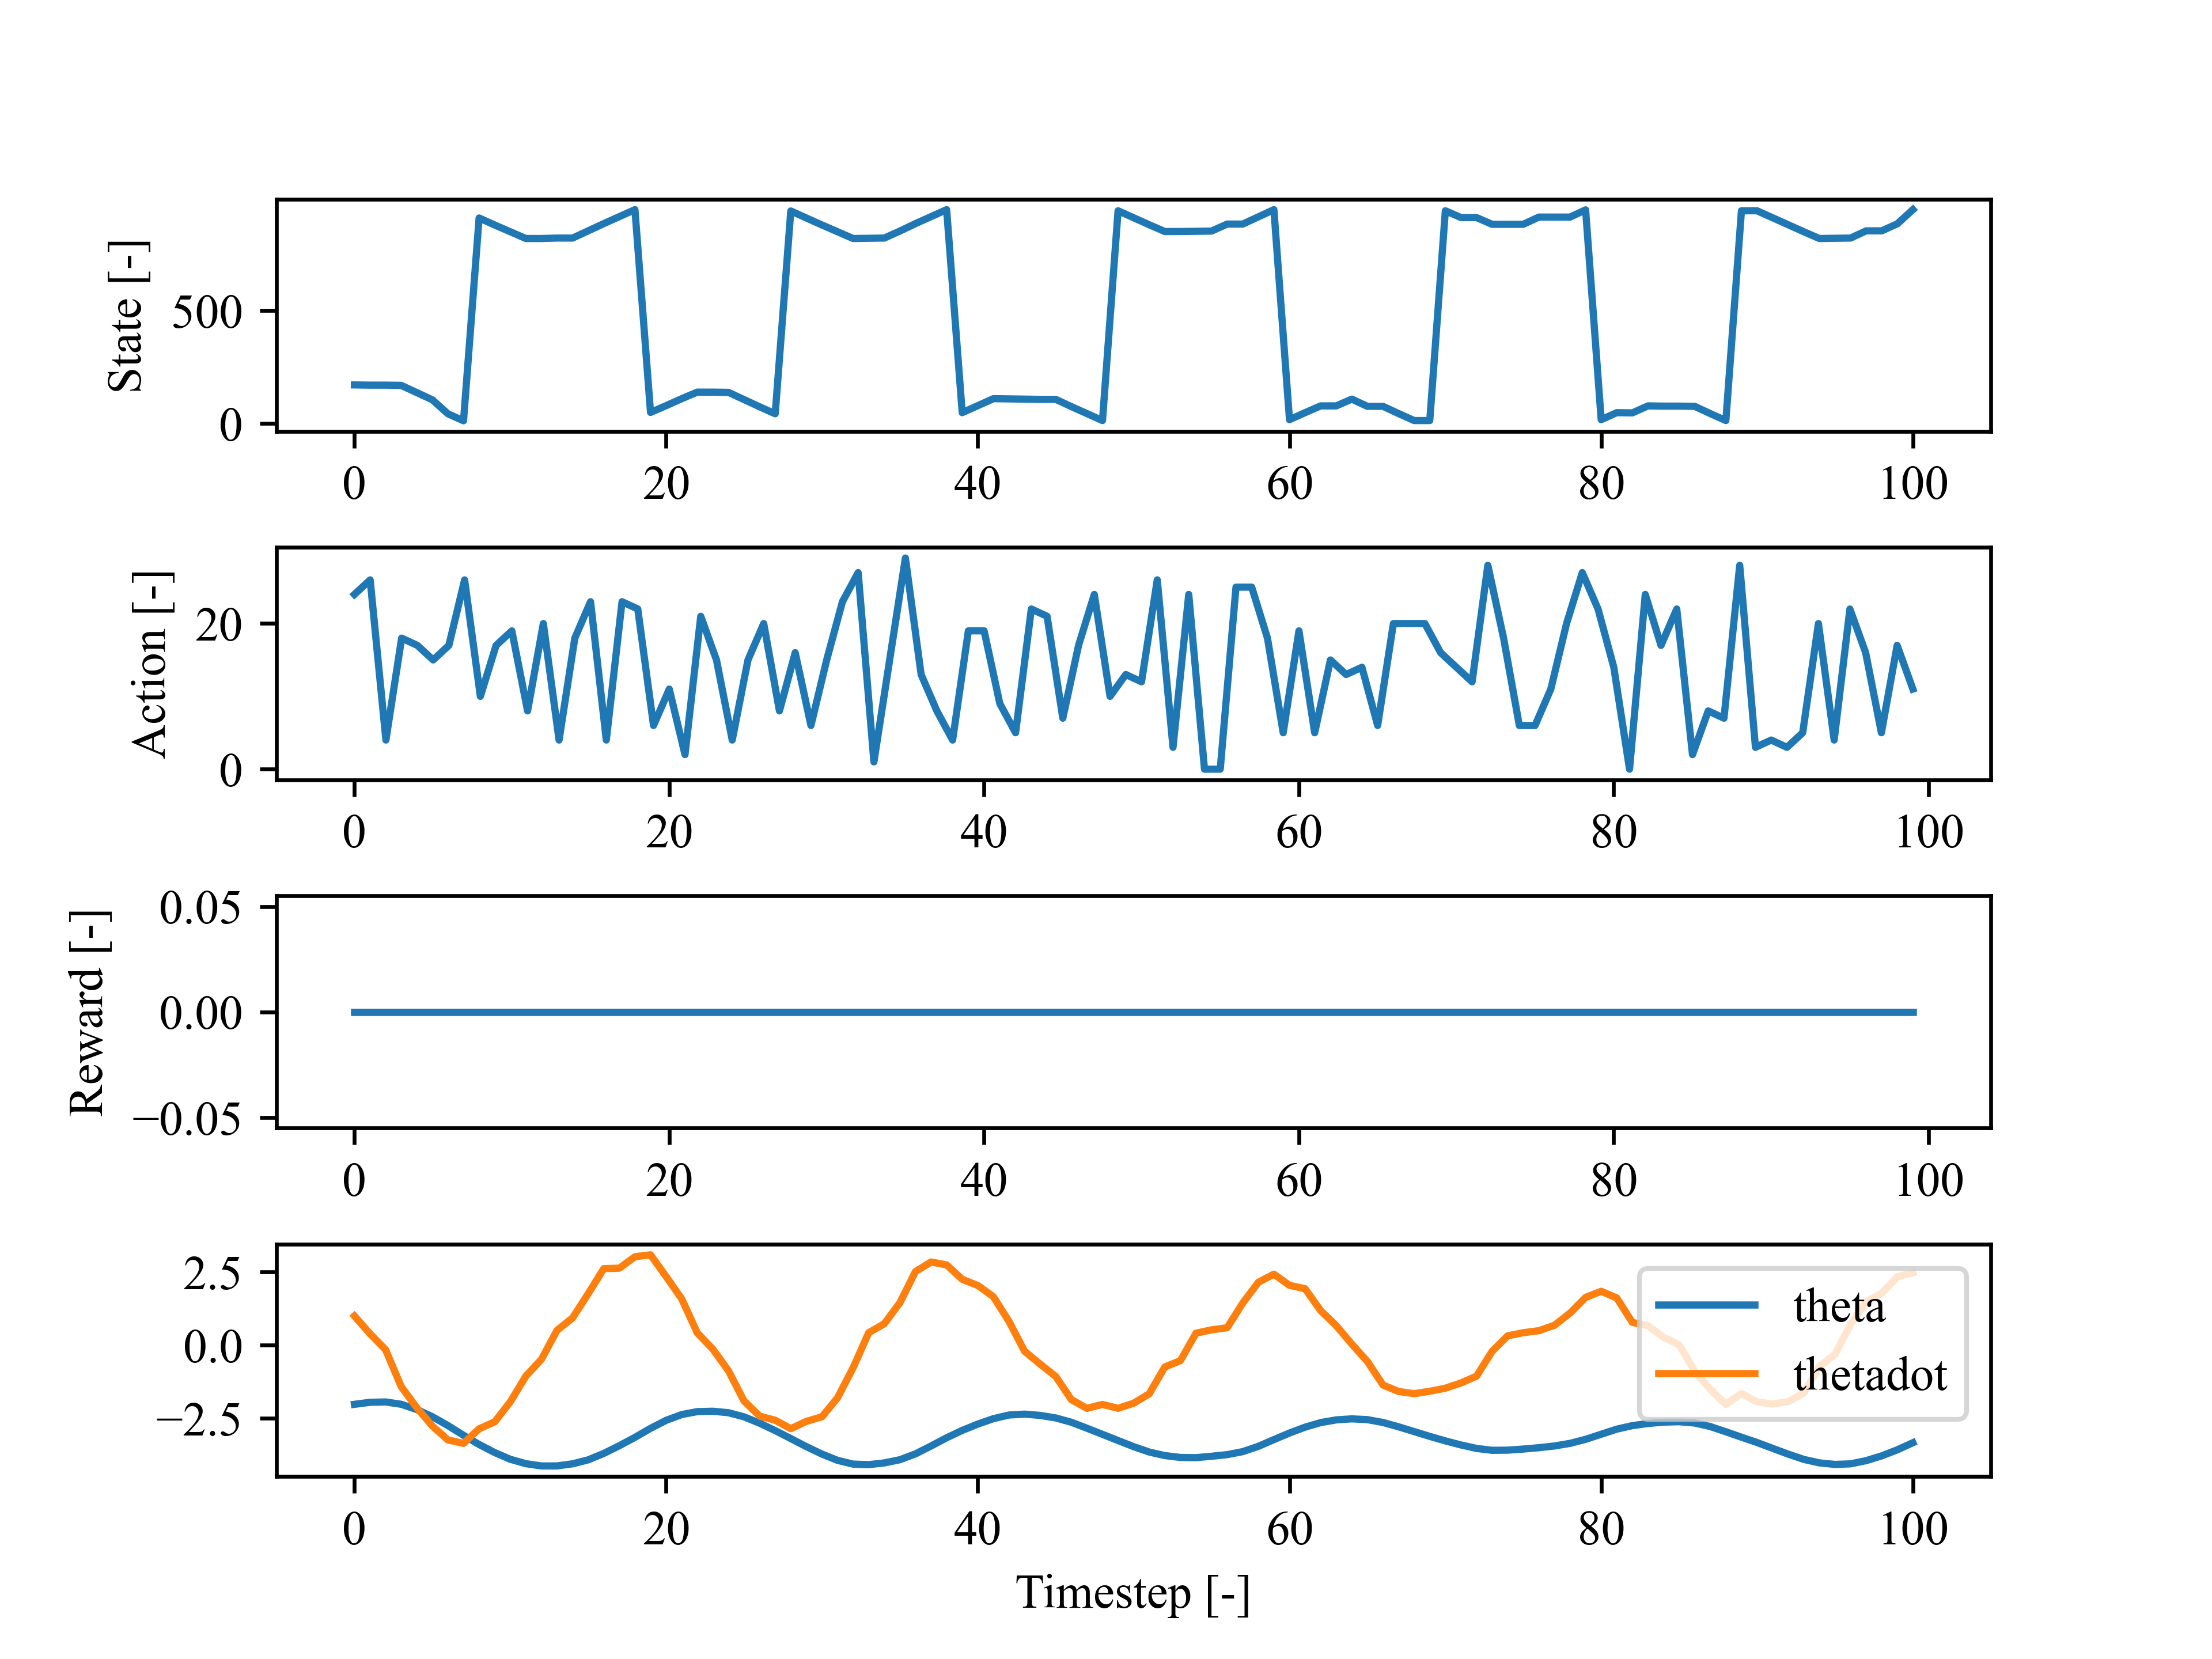 State [-]
500
0
0 20 40 60 80 100
Action [-]
20
0
0 20 40 60 80 100
Reward [-]
0.05
0.00
−0.05
0 20 40 60 80 100
2.5
0.0
−2.5
theta
thetadot
0 20 40 60 80 100
Timestep [-]